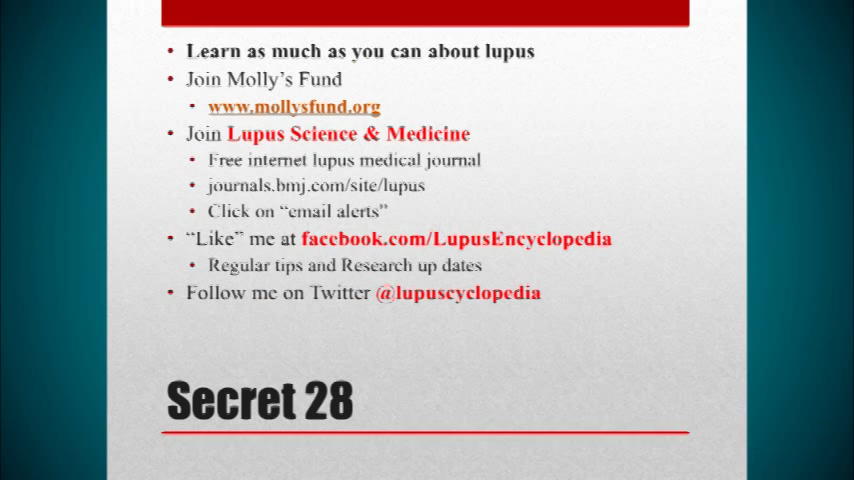 Learn as much as you can about lupus
Join Molly's Fund
www.mollysfund.org
Join Lupus Science & Medicine
Free internet lupus medical journal
journals.bmj.com/site/lupus
Click on "email alerts"
"Like" me at facebook.com/LupusEncyclopedia
Regular tips and Research up dates
Follow me on Twitter @lupuscyclopedia
Secret 28